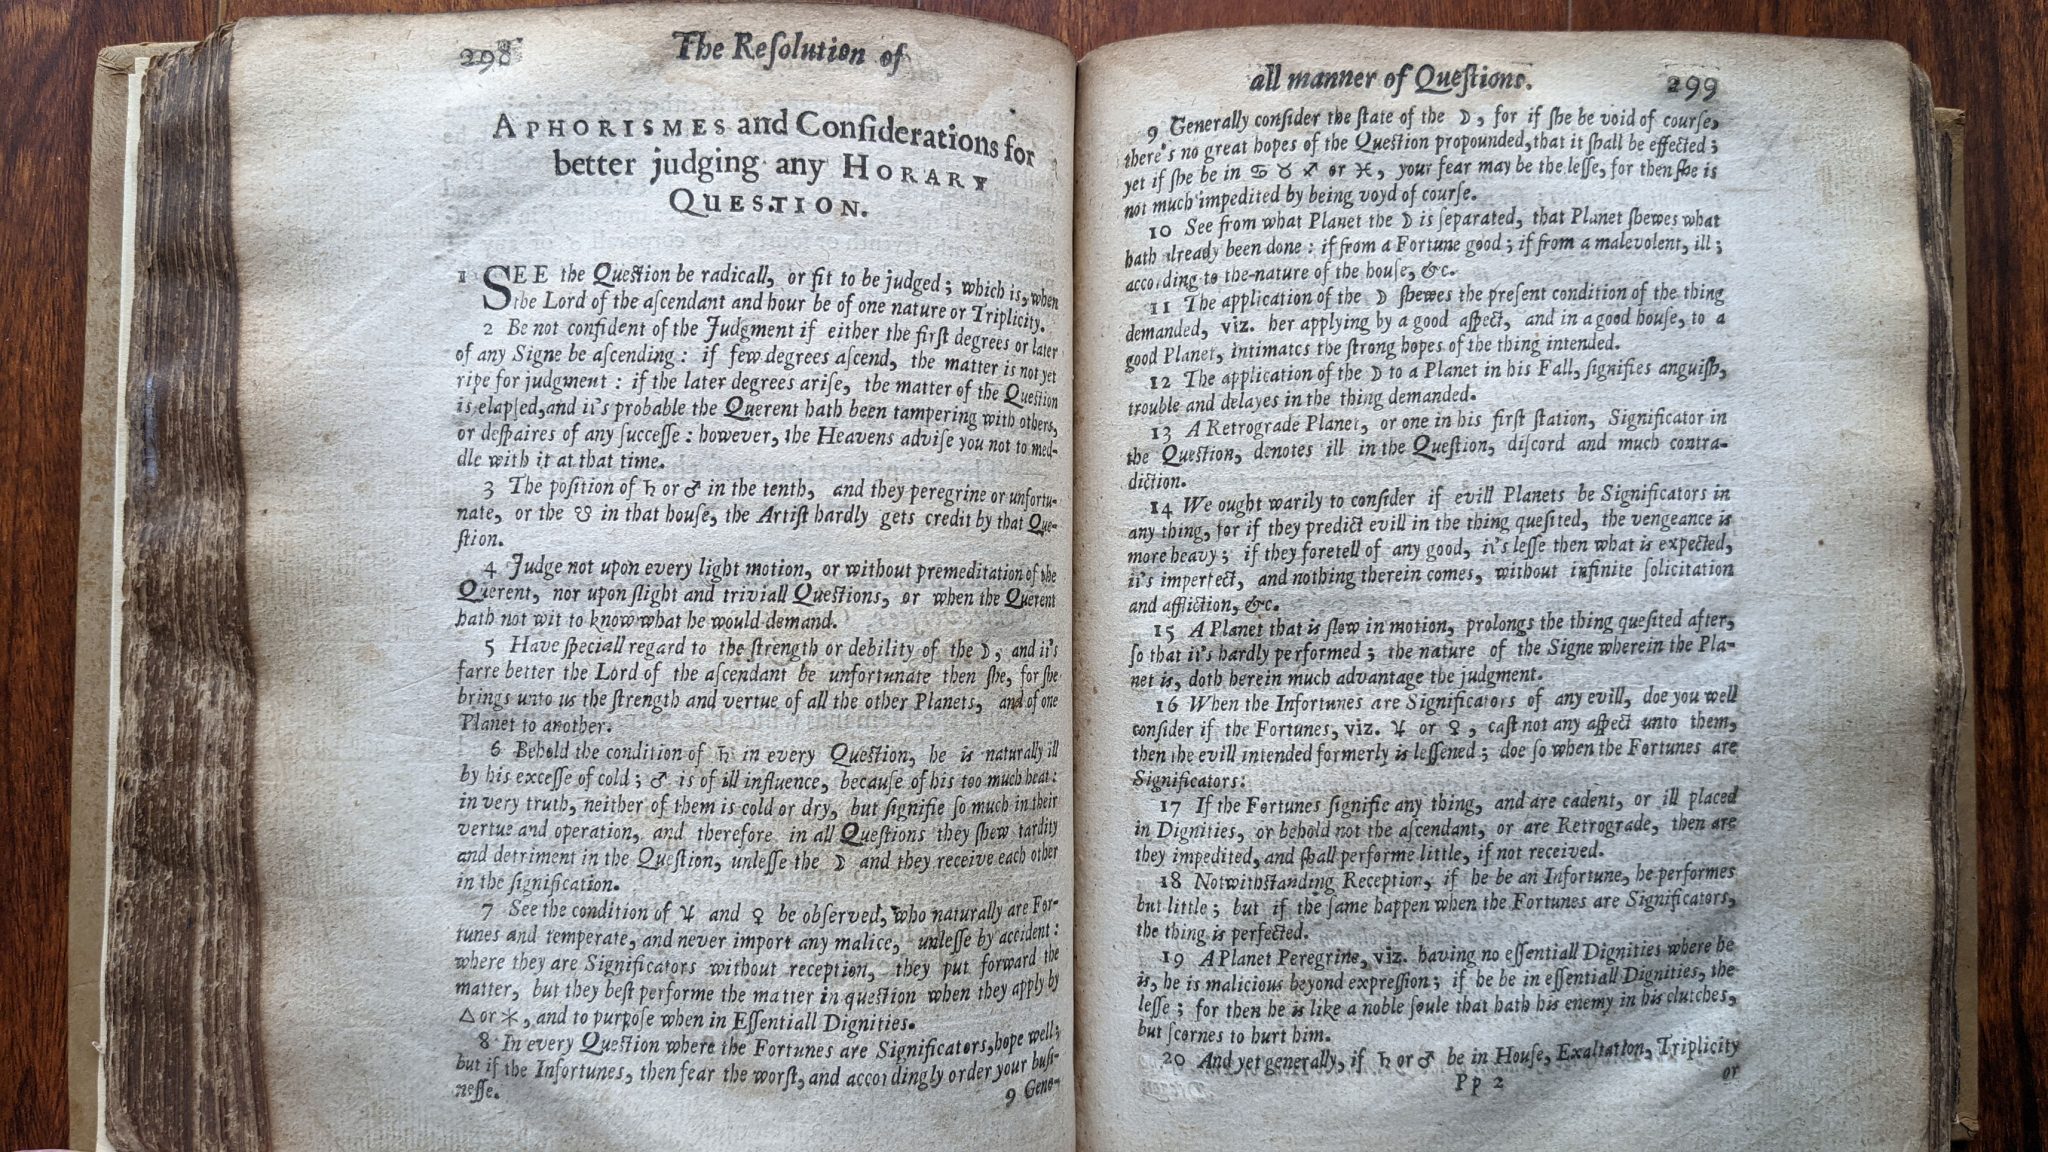 298 The Reſolution of
APHORISMES and Conſiderations for
better judging any HORARY
QUESTION.
1 SEE the Queſtion be radicall, or fit to be judged; which is, when
the Lord of the aſcendant and hour be of one nature or Triplicity.
2 Be not confident of the Judgment if either the firſt degrees or later
of any Signe be aſcending: if few degrees aſcend, the matter is not yet
ripe for judgment: if the later degrees ariſe, the matter of the Queſtion
is elapſed, and it's probable the Querent hath been tampering with others,
or deſpaires of any ſucceſſe: however, the Heavens adviſe you not to med-
dle with it at that time.
3 The poſition of ♄ or ♂ in the tenth, and they peregrine or unfortu-
nate, or the ☋ in that houſe, the Artiſt hardly gets credit by that Que-
ſtion.
4 Judge not upon every light motion, or without premeditation of the
Querent, nor upon ſlight and triviall Queſtions, or when the Querent
hath not wit to know what he would demand.
5 Have ſpeciall regard to the ſtrength or debility of the ☽, and it's
farre better the Lord of the aſcendant be unfortunate then ſhe, for ſhe
brings unto us the ſtrength and vertue of all the other Planets, and of one
Planet to another.
6 Behold the condition of ♄ in every Queſtion, he is naturally ill
by his exceſſe of cold; ♂ is of ill influence, becauſe of his too much heat:
in very truth, neither of them is cold or dry, but ſignifie ſo much in their
vertue and operation, and therefore in all Queſtions they ſhew tardity
and detriment in the Queſtion, unleſſe the ☽ and they receive each other
in the ſignification.
7 See the condition of ♃ and ♀ be obſerved, who naturally are For-
tunes and temperate, and never import any malice, unleſſe by accident:
where they are Significators without reception, they put forward the
matter, but they beſt performe the matter in queſtion when they apply by
△ or ⚹, and to purpoſe when in Eſſentiall Dignities.
8 In every Queſtion where the Fortunes are Significators, hope well;
but if the Infortunes, then fear the worſt, and accordingly order your buſi-
neſſe.
9 Gene-
all manner of Queſtions. 299
9 Generally conſider the ſtate of the ☽, for if ſhe be void of courſe,
there's no great hopes of the Queſtion propounded, that it ſhall be effected;
yet if ſhe be in ♋ ♉ ♐ or ♓, your fear may be the leſſe, for then ſhe is
not much impedited by being voyd of courſe.
10 See from what Planet the ☽ is ſeparated, that Planet ſhewes what
hath already been done: if from a Fortune good; if from a malevolent, ill;
according to the nature of the houſe, &c.
11 The application of the ☽ ſhewes the preſent condition of the thing
demanded, viz. her applying by a good aſpect, and in a good houſe, to a
good Planet, intimates the ſtrong hopes of the thing intended.
12 The application of the ☽ to a Planet in his Fall, ſignifies anguiſh,
trouble and delayes in the thing demanded.
13 A Retrograde Planet, or one in his firſt ſtation, Significator in
the Queſtion, denotes ill in the Queſtion, diſcord and much contra-
diction.
14 We ought warily to conſider if evill Planets be Significators in
any thing, for if they predict evill in the thing queſited, the vengeance is
more heavy; if they foretell of any good, it's leſſe then what is expected,
it's imperfect, and nothing therein comes, without infinite ſolicitation
and affliction, &c.
15 A Planet that is ſlow in motion, prolongs the thing queſited after,
ſo that it's hardly performed; the nature of the Signe wherein the Pla-
net is, doth herein much advantage the judgment.
16 When the Infortunes are Significators of any evill, doe you well
conſider if the Fortunes, viz. ♃ or ♀, caſt not any aſpect unto them,
then the evill intended formerly is leſſened; doe ſo when the Fortunes are
Significators:
17 If the Fortunes ſignifie any thing, and are cadent, or ill placed
in Dignities, or behold not the aſcendant, or are Retrograde, then are
they impedited, and ſhall performe little, if not received.
18 Notwithſtanding Reception, if he be an Infortune, he performes
but little; but if the ſame happen when the Fortunes are Significators,
the thing is perfected.
19 A Planet Peregrine, viz. having no eſſentiall Dignities where he
is, he is malicious beyond expreſſion; if he be in eſſentiall Dignities, the
leſſe; for then he is like a noble ſoule that hath his enemy in his clutches,
but ſcornes to hurt him.
20 And yet generally, if ♄ or ♂ be in Houſe, Exaltation, Triplicity
Pp 2 or